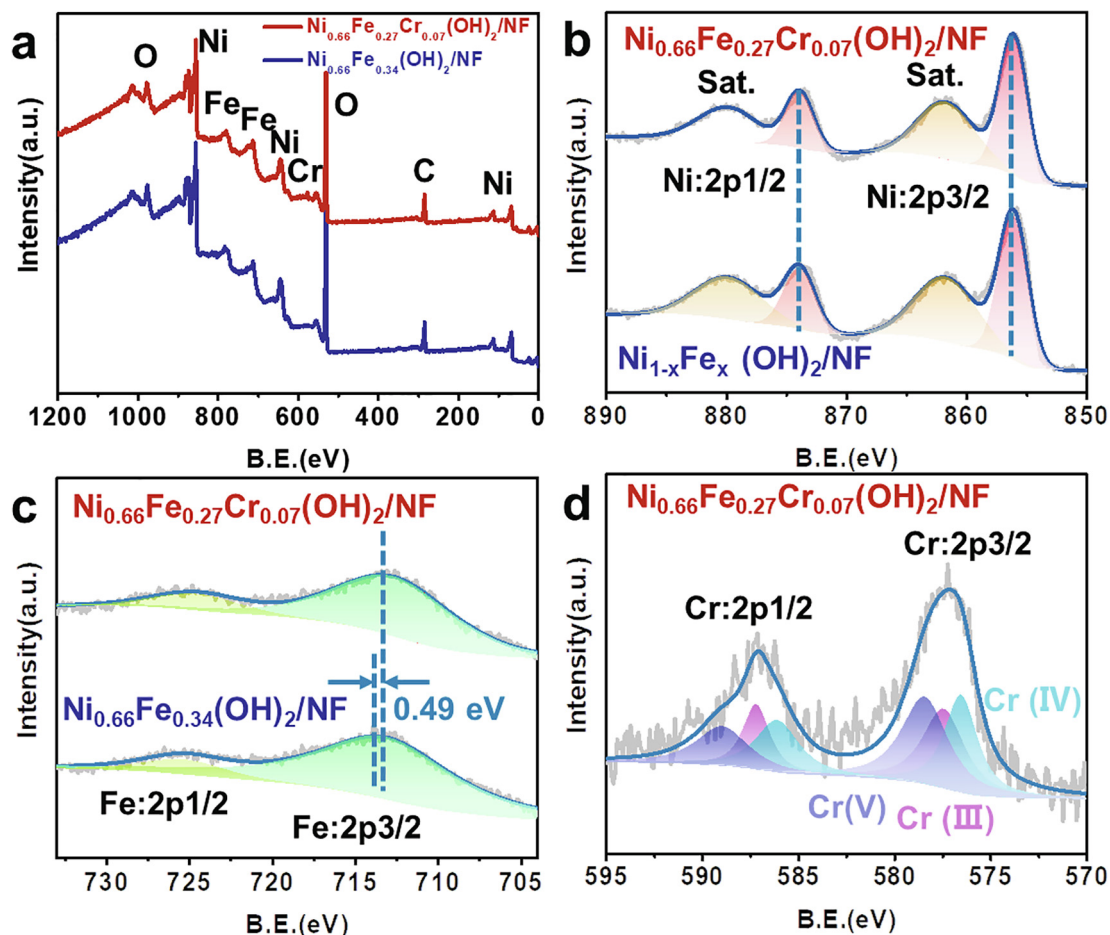 a
Ni0.66Fe0.27Cr0.07(OH)2/NF
Ni0.66Fe0.34(OH)2/NF
O
Ni
Fe
Fe
Ni
Cr
O
C
Ni
Intensity(a.u.)
1200 1000 800 600 400 200 0
B.E.(eV)
b
Ni0.66Fe0.27Cr0.07(OH)2/NF
Sat.
Sat.
Ni:2p1/2
Ni:2p3/2
Ni1-xFex (OH)2/NF
Intensity(a.u.)
890 880 870 860 850
B.E.(eV)
c
Ni0.66Fe0.27Cr0.07(OH)2/NF
0.49 eV
Ni0.66Fe0.34(OH)2/NF
Fe:2p1/2
Fe:2p3/2
Intensity(a.u.)
730 725 720 715 710 705
B.E.(eV)
d
Ni0.66Fe0.27Cr0.07(OH)2/NF
Cr:2p3/2
Cr:2p1/2
Cr (IV)
Cr(V)
Cr (III)
Intensity(a.u.)
595 590 585 580 575 570
B.E.(eV)